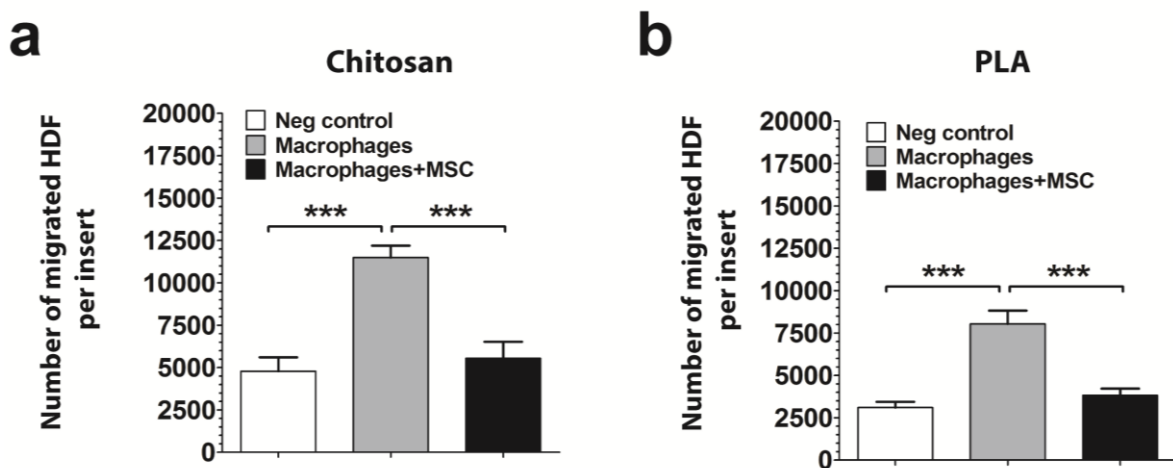 a
Chitosan
Number of migrated HDF
per insert
20000
17500
15000
12500
10000
7500
5000
2500
0
Neg control
Macrophages
Macrophages+MSC
*** ***
b
PLA
Number of migrated HDF
per insert
20000
17500
15000
12500
10000
7500
5000
2500
0
Neg control
Macrophages
Macrophages+MSC
*** ***